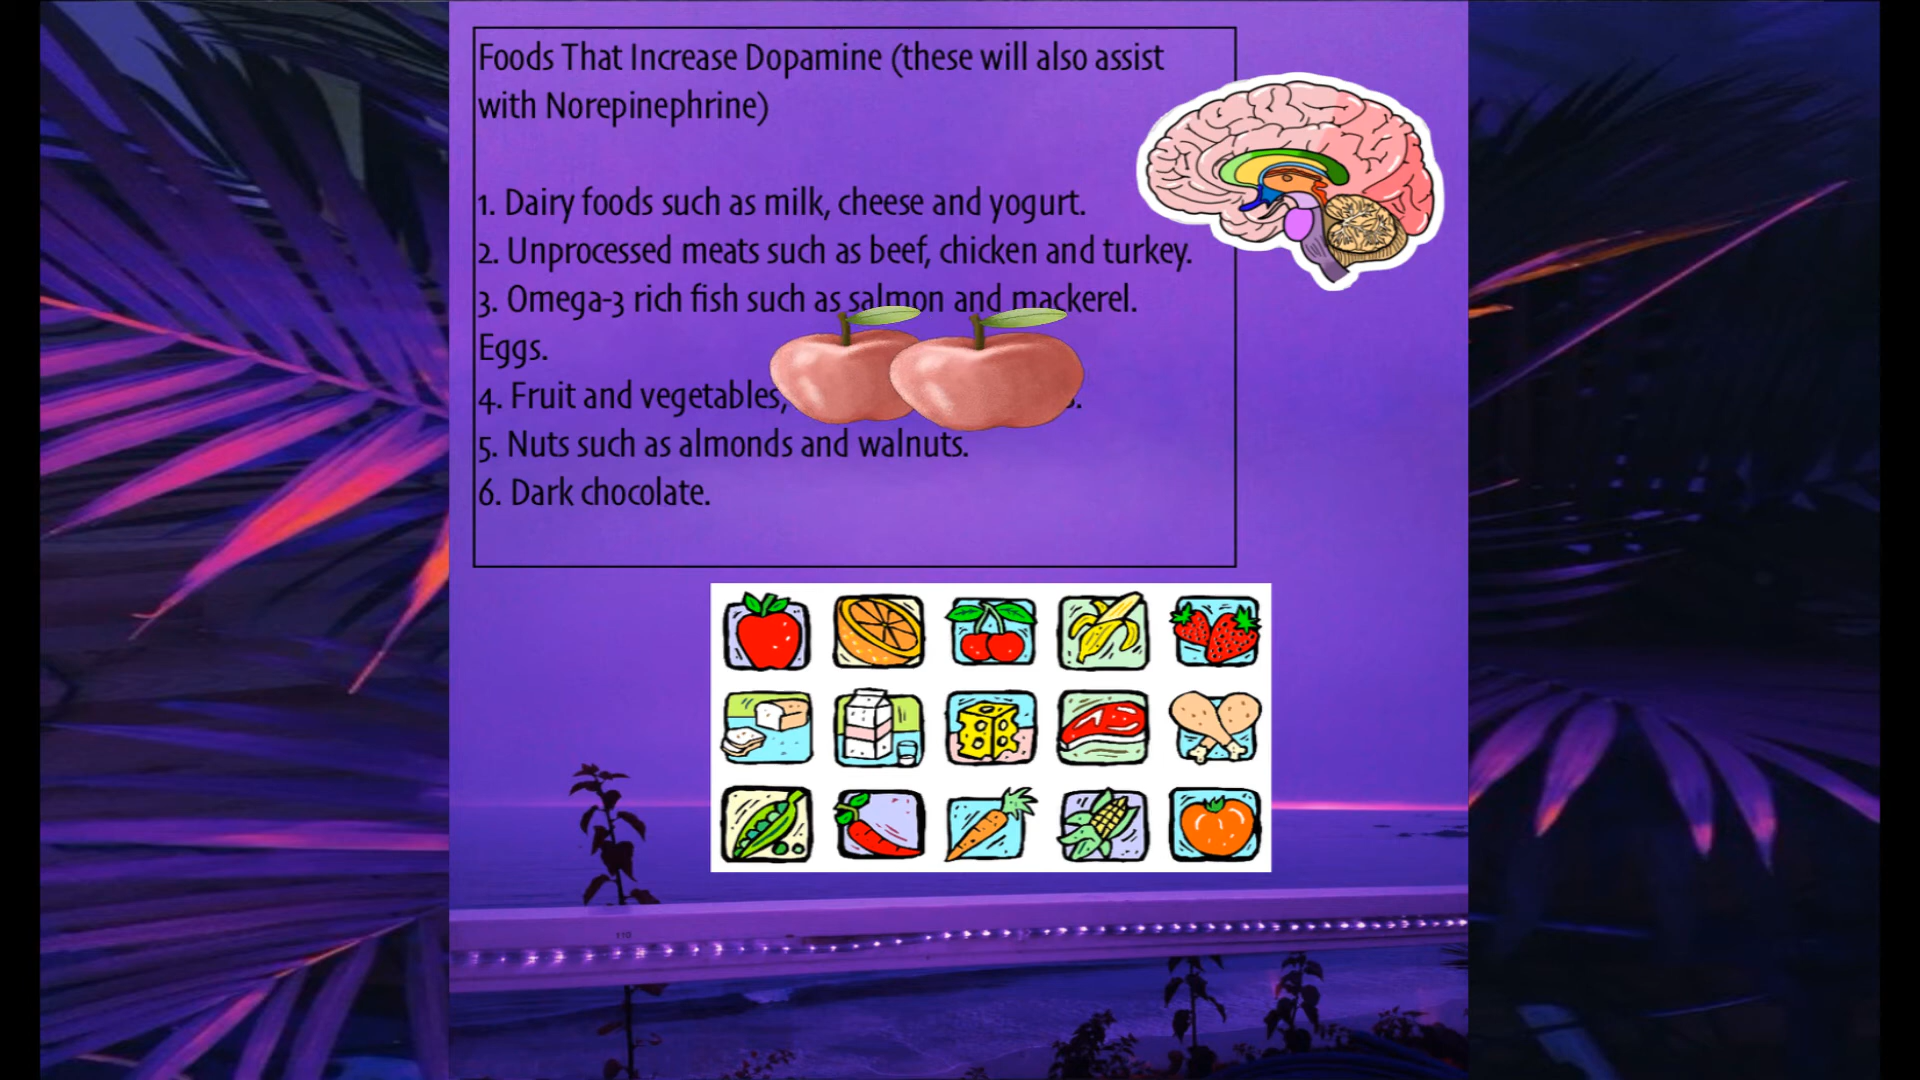 Foods That Increase Dopamine (these will also assist
with Norepinephrine)
1. Dairy foods such as milk, cheese and yogurt.
2. Unprocessed meats such as beef, chicken and turkey.
3. Omega-3 rich fish such as salmon and mackerel.
Eggs.
4. Fruit and vegetables,
5. Nuts such as almonds and walnuts.
6. Dark chocolate.
110